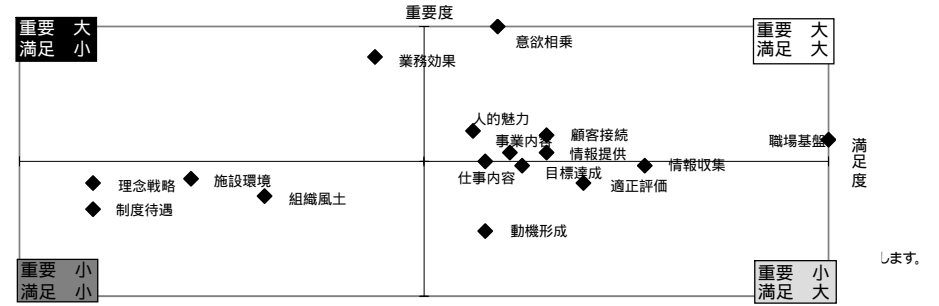 重要度
重要 大
満足 小
重要 大
満足 大
意欲相乗
業務効果
人的魅力
顧客接続
事業内容
職場基盤
満足度
情報提供
情報収集
仕事内容
目標達成
適正評価
理念戦略
施設環境
組織風土
制度待遇
動機形成
します。
重要 小
満足 小
重要 小
満足 大